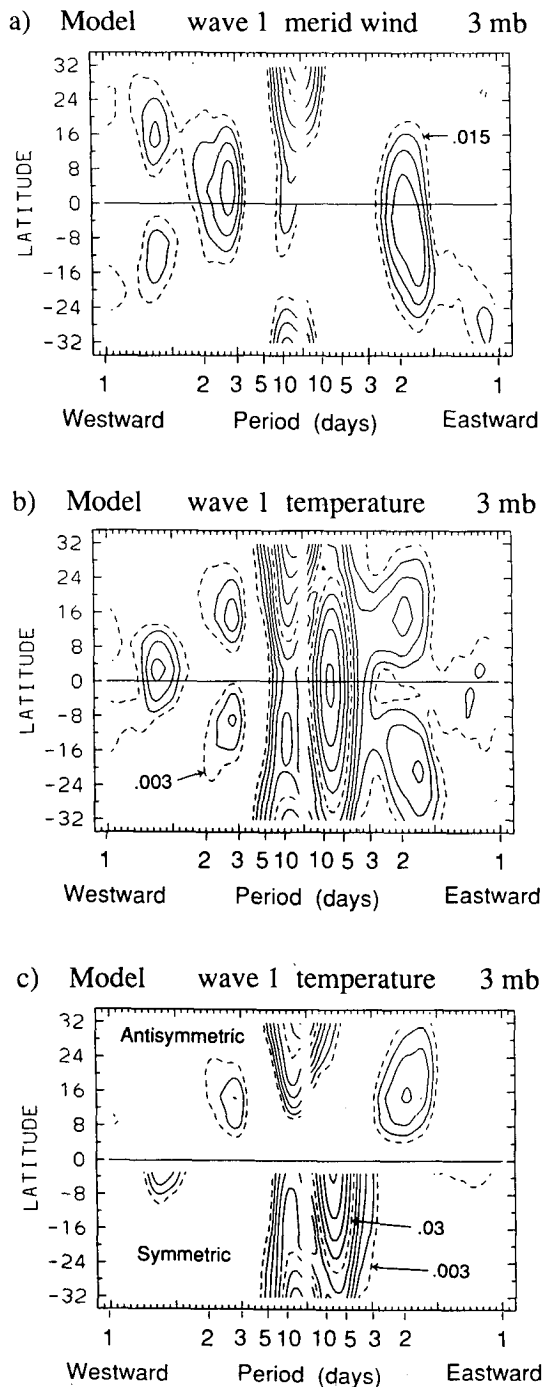 a) Model wave 1 merid wind 3 mb
32
24
16
8
0
-8
-16
-24
-32
LATITUDE
.015
1 2 3 5 10 10 5 3 2 1
Westward Period (days) Eastward
b) Model wave 1 temperature 3 mb
32
24
16
8
0
-8
-16
-24
-32
LATITUDE
.003
1 2 3 5 10 10 5 3 2 1
Westward Period (days) Eastward
c) Model wave 1 temperature 3 mb
32
24
16
8
0
-8
-16
-24
-32
LATITUDE
Antisymmetric
Symmetric
.03
.003
1 2 3 5 10 10 5 3 2 1
Westward Period (days) Eastward